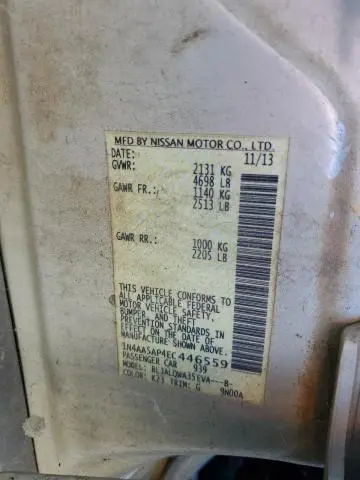 MFD BY NISSAN MOTOR CO., LTD.
DATE: 11/13
GVWR: 2131 KG
4698 LB
GAWR FR.: 1140 KG
2513 LB
GAWR RR.: 1000 KG
2205 LB
THIS VEHICLE CONFORMS TO
ALL APPLICABLE FEDERAL
MOTOR VEHICLE SAFETY,
BUMPER, AND THEFT
PREVENTION STANDARDS
IN EFFECT ON THE DATE OF
MANUFACTURE SHOWN ABOVE.
1N4AA5AP4EC446559
PASSENGER CAR 939
MODEL: BLJALQWA35EVA---B-
COLOR: K23 TRIM: G 9N00A